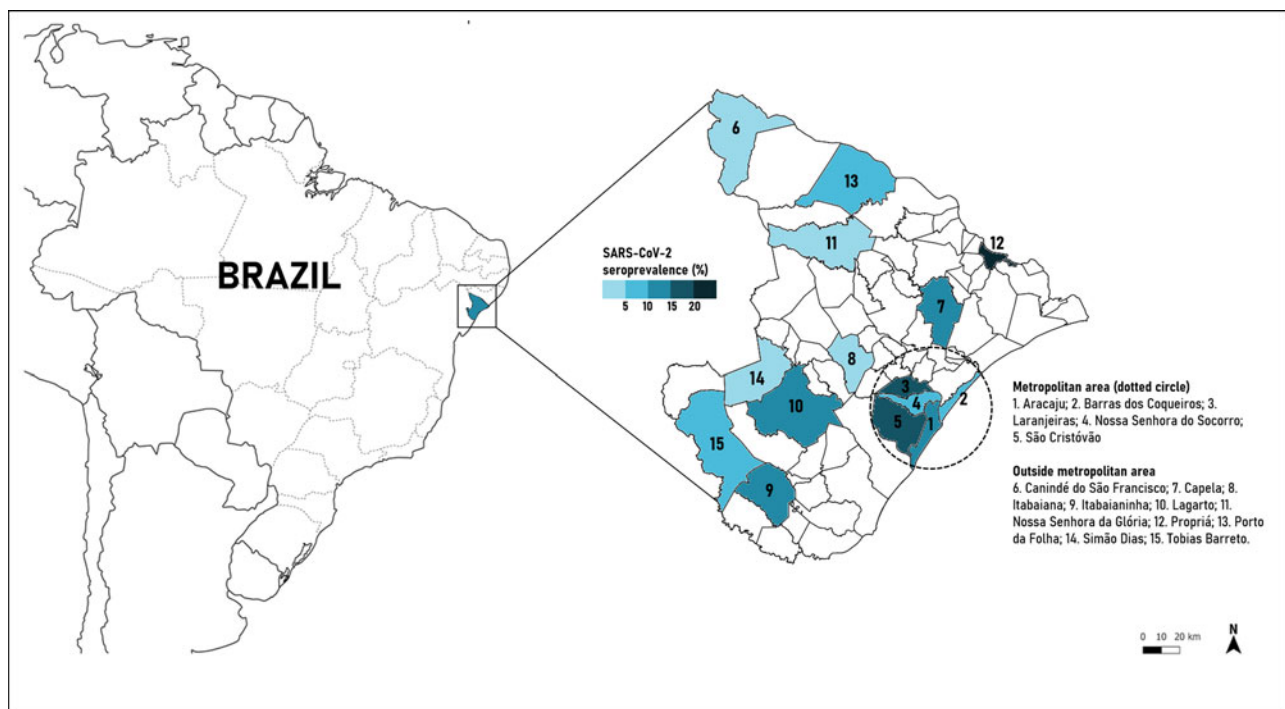 BRAZIL
6
13
11
12
SARS-CoV-2
seroprevalence (%)
5 10 15 20
7
8
14
3
2
4
10
5
1
15
9
Metropolitan area (dotted circle)
1. Aracaju; 2. Barras dos Coqueiros; 3.
Laranjeiras; 4. Nossa Senhora do Socorro;
5. São Cristóvão
Outside metropolitan area
6. Canindé do São Francisco; 7. Capela; 8.
Itabaiana; 9. Itabaianinha; 10. Lagarto; 11.
Nossa Senhora da Glória; 12. Propriá; 13. Porto
da Folha; 14. Simão Dias; 15. Tobias Barreto.
0 10 20 km
N